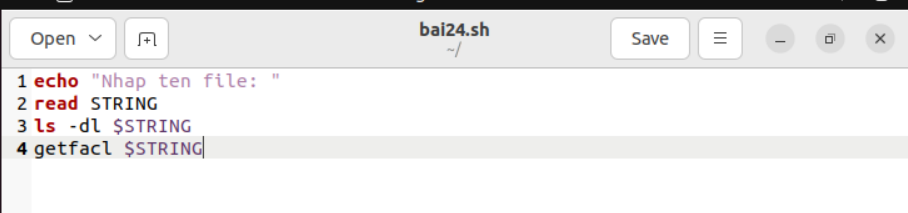 Open
bai24.sh
~/
Save
1 echo "Nhap ten file: "
2 read STRING
3 ls -dl $STRING
4 getfacl $STRING